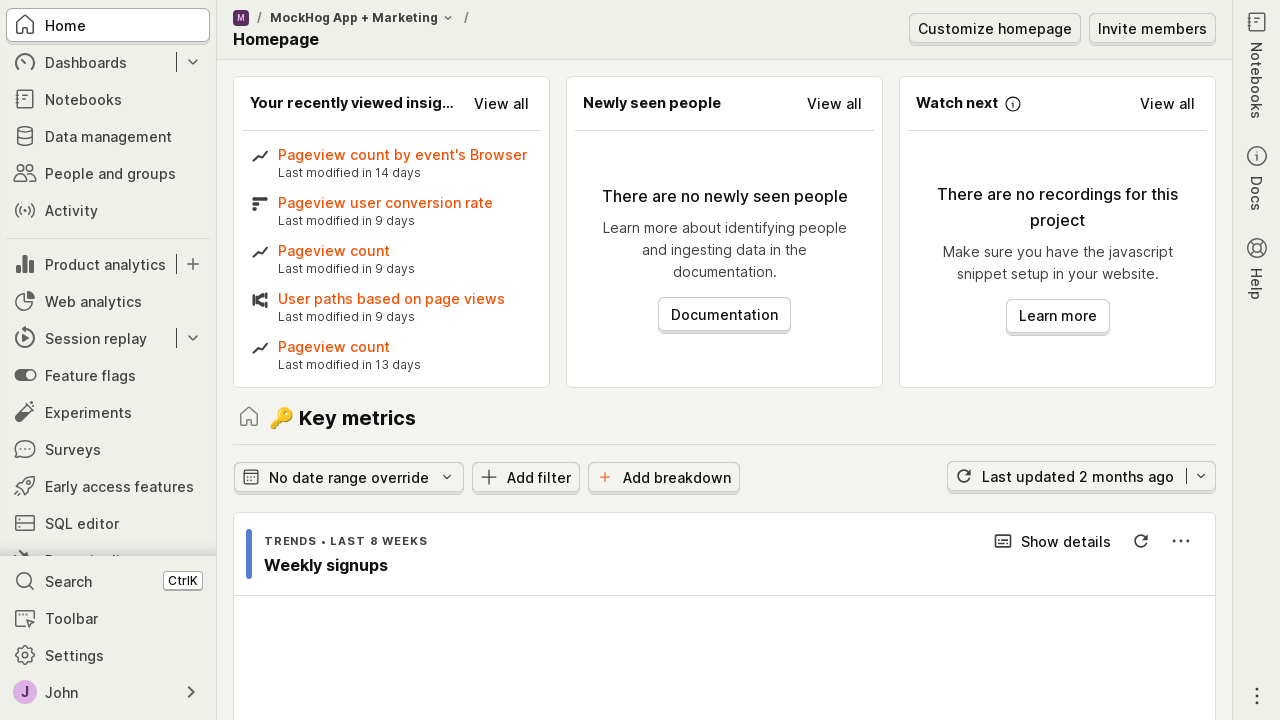 Home
Dashboards
Notebooks
Data management
People and groups
Activity
Product analytics
Web analytics
Session replay
Feature flags
Experiments
Surveys
Early access features
SQL editor
Search CtrlK
Toolbar
Settings
J John
M / MockHog App + Marketing /
Homepage
Customize homepage
Invite members
Your recently viewed insig... View all
Pageview count by event's Browser
Last modified in 14 days
Pageview user conversion rate
Last modified in 9 days
Pageview count
Last modified in 9 days
User paths based on page views
Last modified in 9 days
Pageview count
Last modified in 13 days
Newly seen people View all
There are no newly seen people
Learn more about identifying people
and ingesting data in the
documentation.
Documentation
Watch next View all
There are no recordings for this
project
Make sure you have the javascript
snippet setup in your website.
Learn more
🔑 Key metrics
No date range override
Add filter
Add breakdown
Last updated 2 months ago
TRENDS • LAST 8 WEEKS
Weekly signups
Show details
Notebooks
Docs
Help